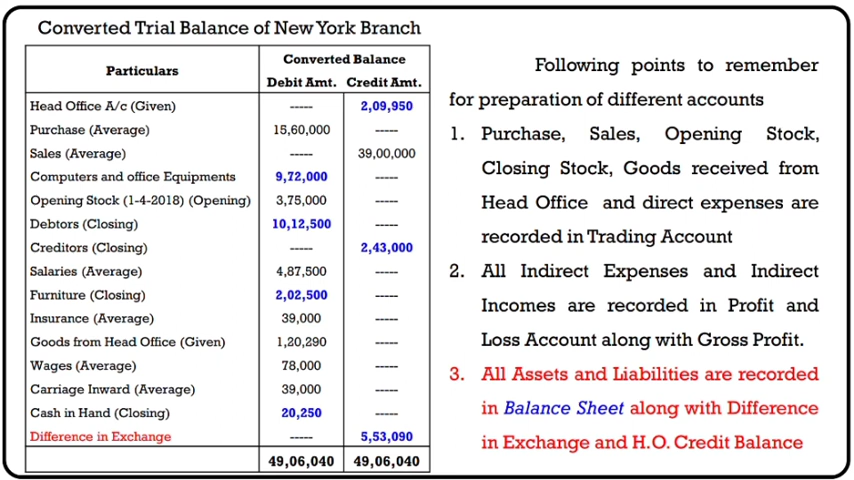 Converted Trial Balance of New York Branch
Particulars Converted Balance
Debit Amt. Credit Amt.
Head Office A/c (Given) ----- 2,09,950
Purchase (Average) 15,60,000 -----
Sales (Average) ----- 39,00,000
Computers and office Equipments 9,72,000 -----
Opening Stock (1-4-2018) (Opening) 3,75,000 -----
Debtors (Closing) 10,12,500 -----
Creditors (Closing) ----- 2,43,000
Salaries (Average) 4,87,500 -----
Furniture (Closing) 2,02,500 -----
Insurance (Average) 39,000 -----
Goods from Head Office (Given) 1,20,290 -----
Wages (Average) 78,000 -----
Carriage Inward (Average) 39,000 -----
Cash in Hand (Closing) 20,250 -----
Difference in Exchange ----- 5,53,090
49,06,040 49,06,040
Following points to remember
for preparation of different accounts
1. Purchase, Sales, Opening Stock,
Closing Stock, Goods received from
Head Office and direct expenses are
recorded in Trading Account
2. All Indirect Expenses and Indirect
Incomes are recorded in Profit and
Loss Account along with Gross Profit.
3. All Assets and Liabilities are recorded
in Balance Sheet along with Difference
in Exchange and H.O. Credit Balance